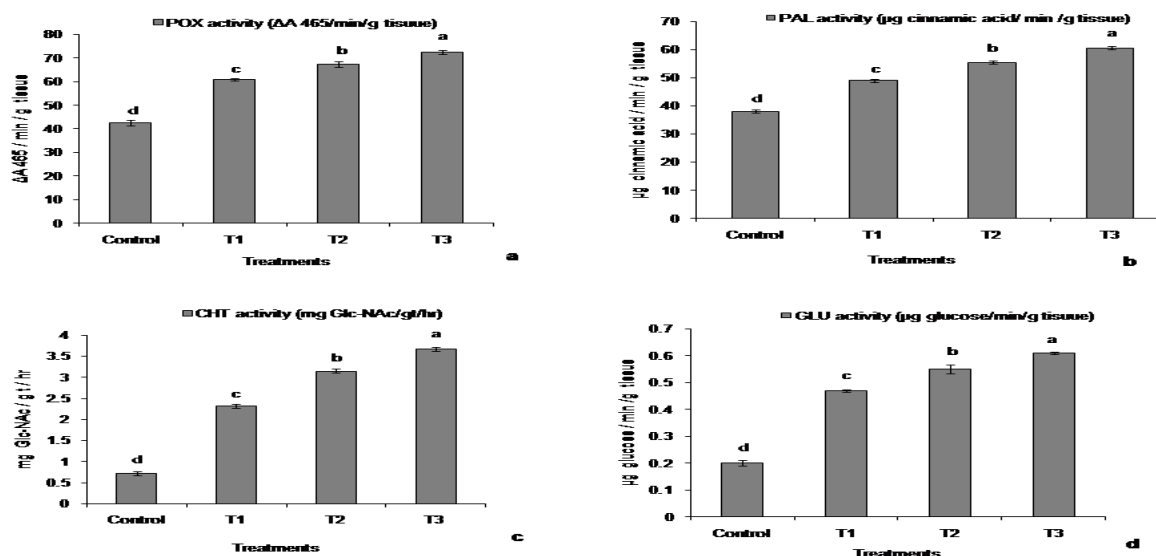 POX activity (ΔA 465/min/g tisuue)
80
70
60
50
40
30
20
10
0
ΔA465 / min / g tissue
d
c
b
a
Control
T1
T2
T3
Treatments
a
PAL activity (µg cinnamic acid/ min /g tissue)
70
60
50
40
30
20
10
0
µg cinnamic acid / min / g tissue
d
c
b
a
Control
T1
T2
T3
Treatments
b
CHT activity (mg Glc-NAc/gt/hr)
4
3.5
3
2.5
2
1.5
1
0.5
0
mg Glc-NAc / g t / hr
d
c
b
a
Control
T1
T2
T3
Treatments
c
GLU activity (µg glucose/min/g tisuue)
0.7
0.6
0.5
0.4
0.3
0.2
0.1
0
µg glucose / min / g tissue
d
c
b
a
Control
T1
T2
T3
Treatments
d